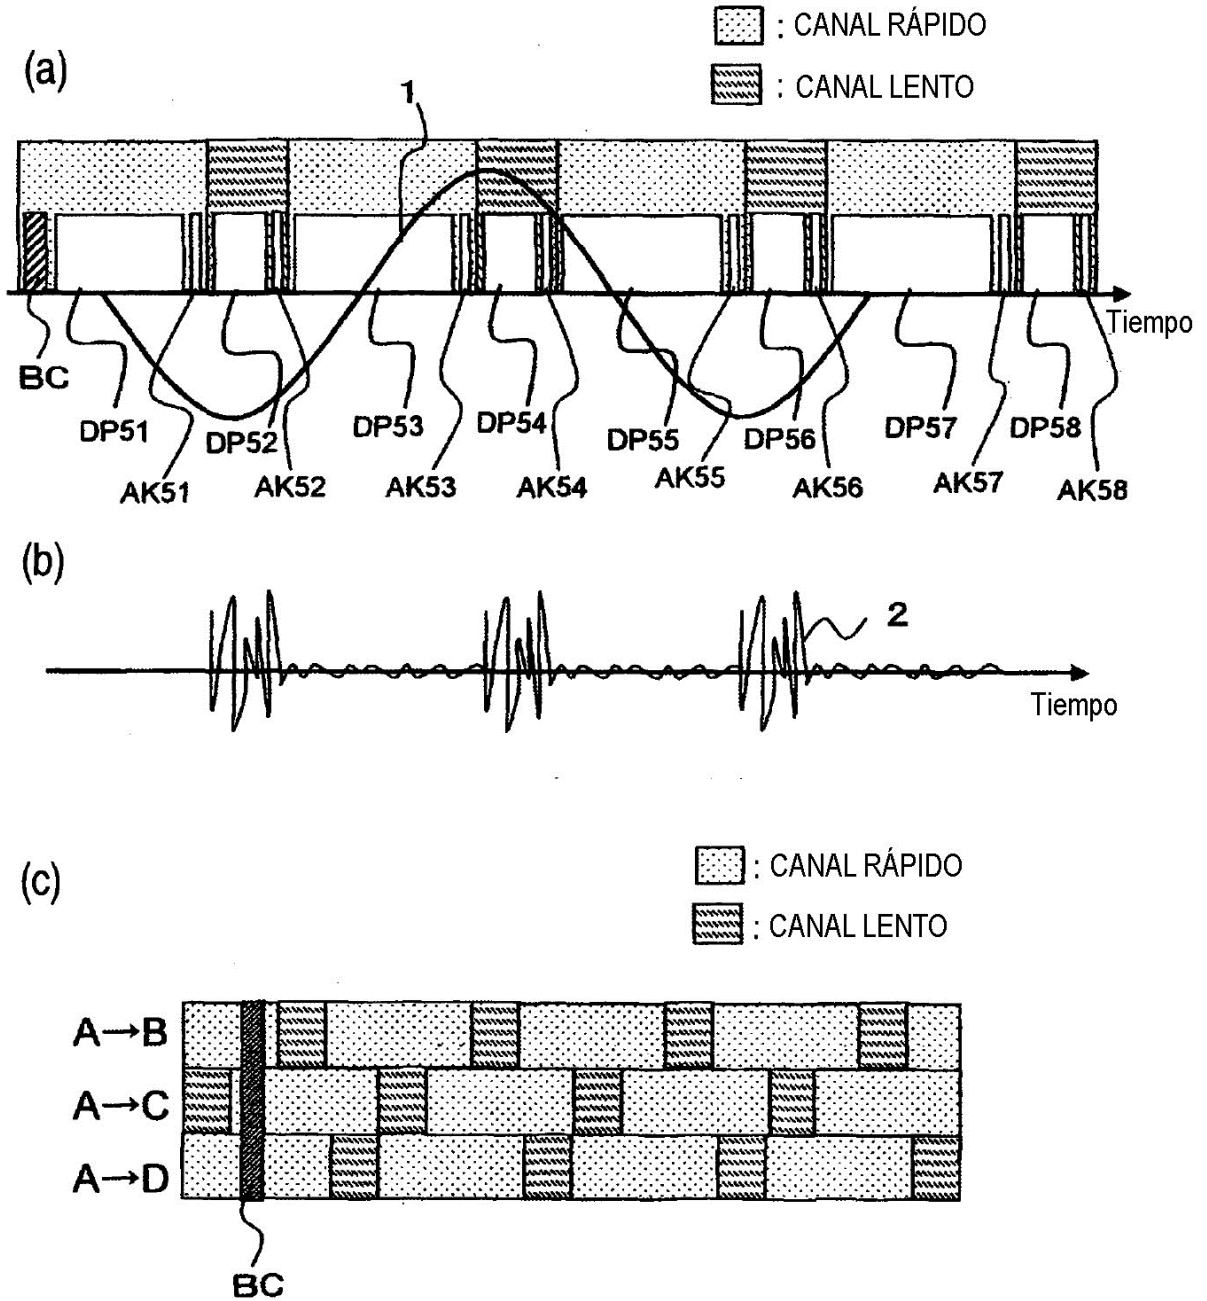 : CANAL RÁPIDO
(a)
: CANAL LENTO
1
Tiempo
BC
DP51
DP52
DP53
DP54
DP55
DP56
DP57
DP58
AK51
AK52
AK53
AK54
AK55
AK56
AK57
AK58
(b)
2
Tiempo
: CANAL RÁPIDO
(c)
: CANAL LENTO
A→B
A→C
A→D
BC